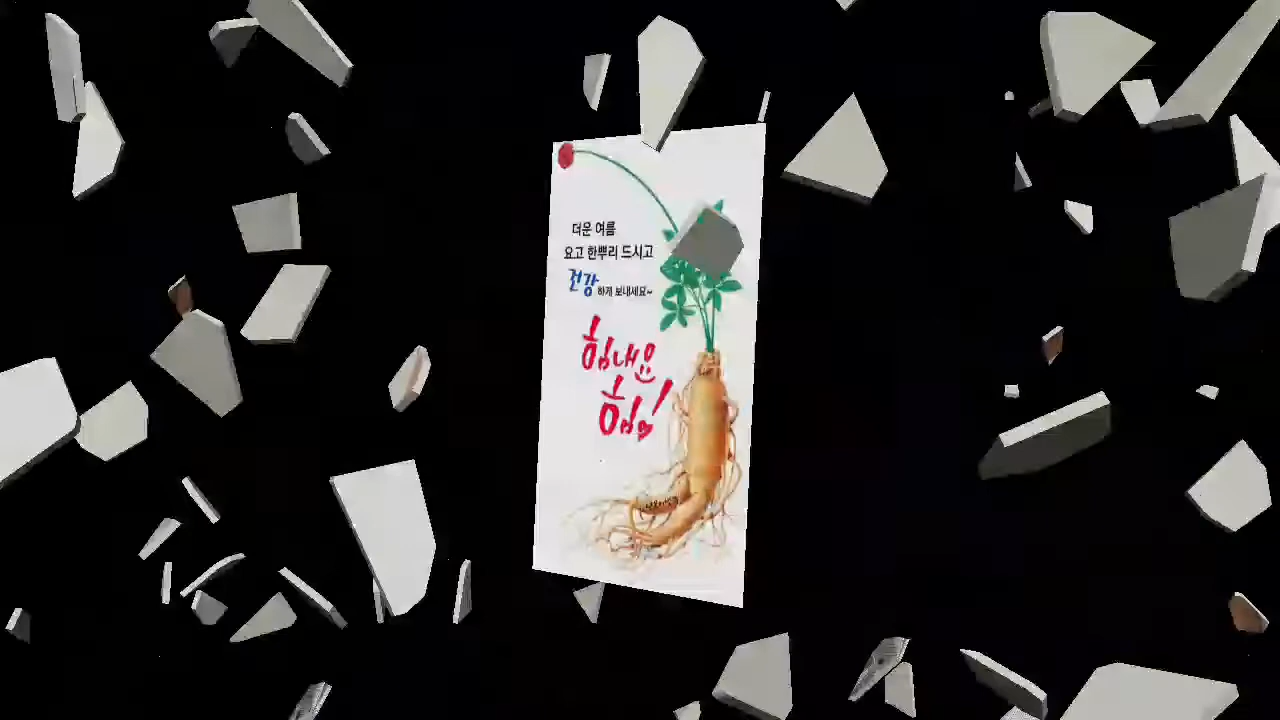 더운 여름
요고 한뿌리 드시고
건강 하게 보내세요~
힘내요
힘!